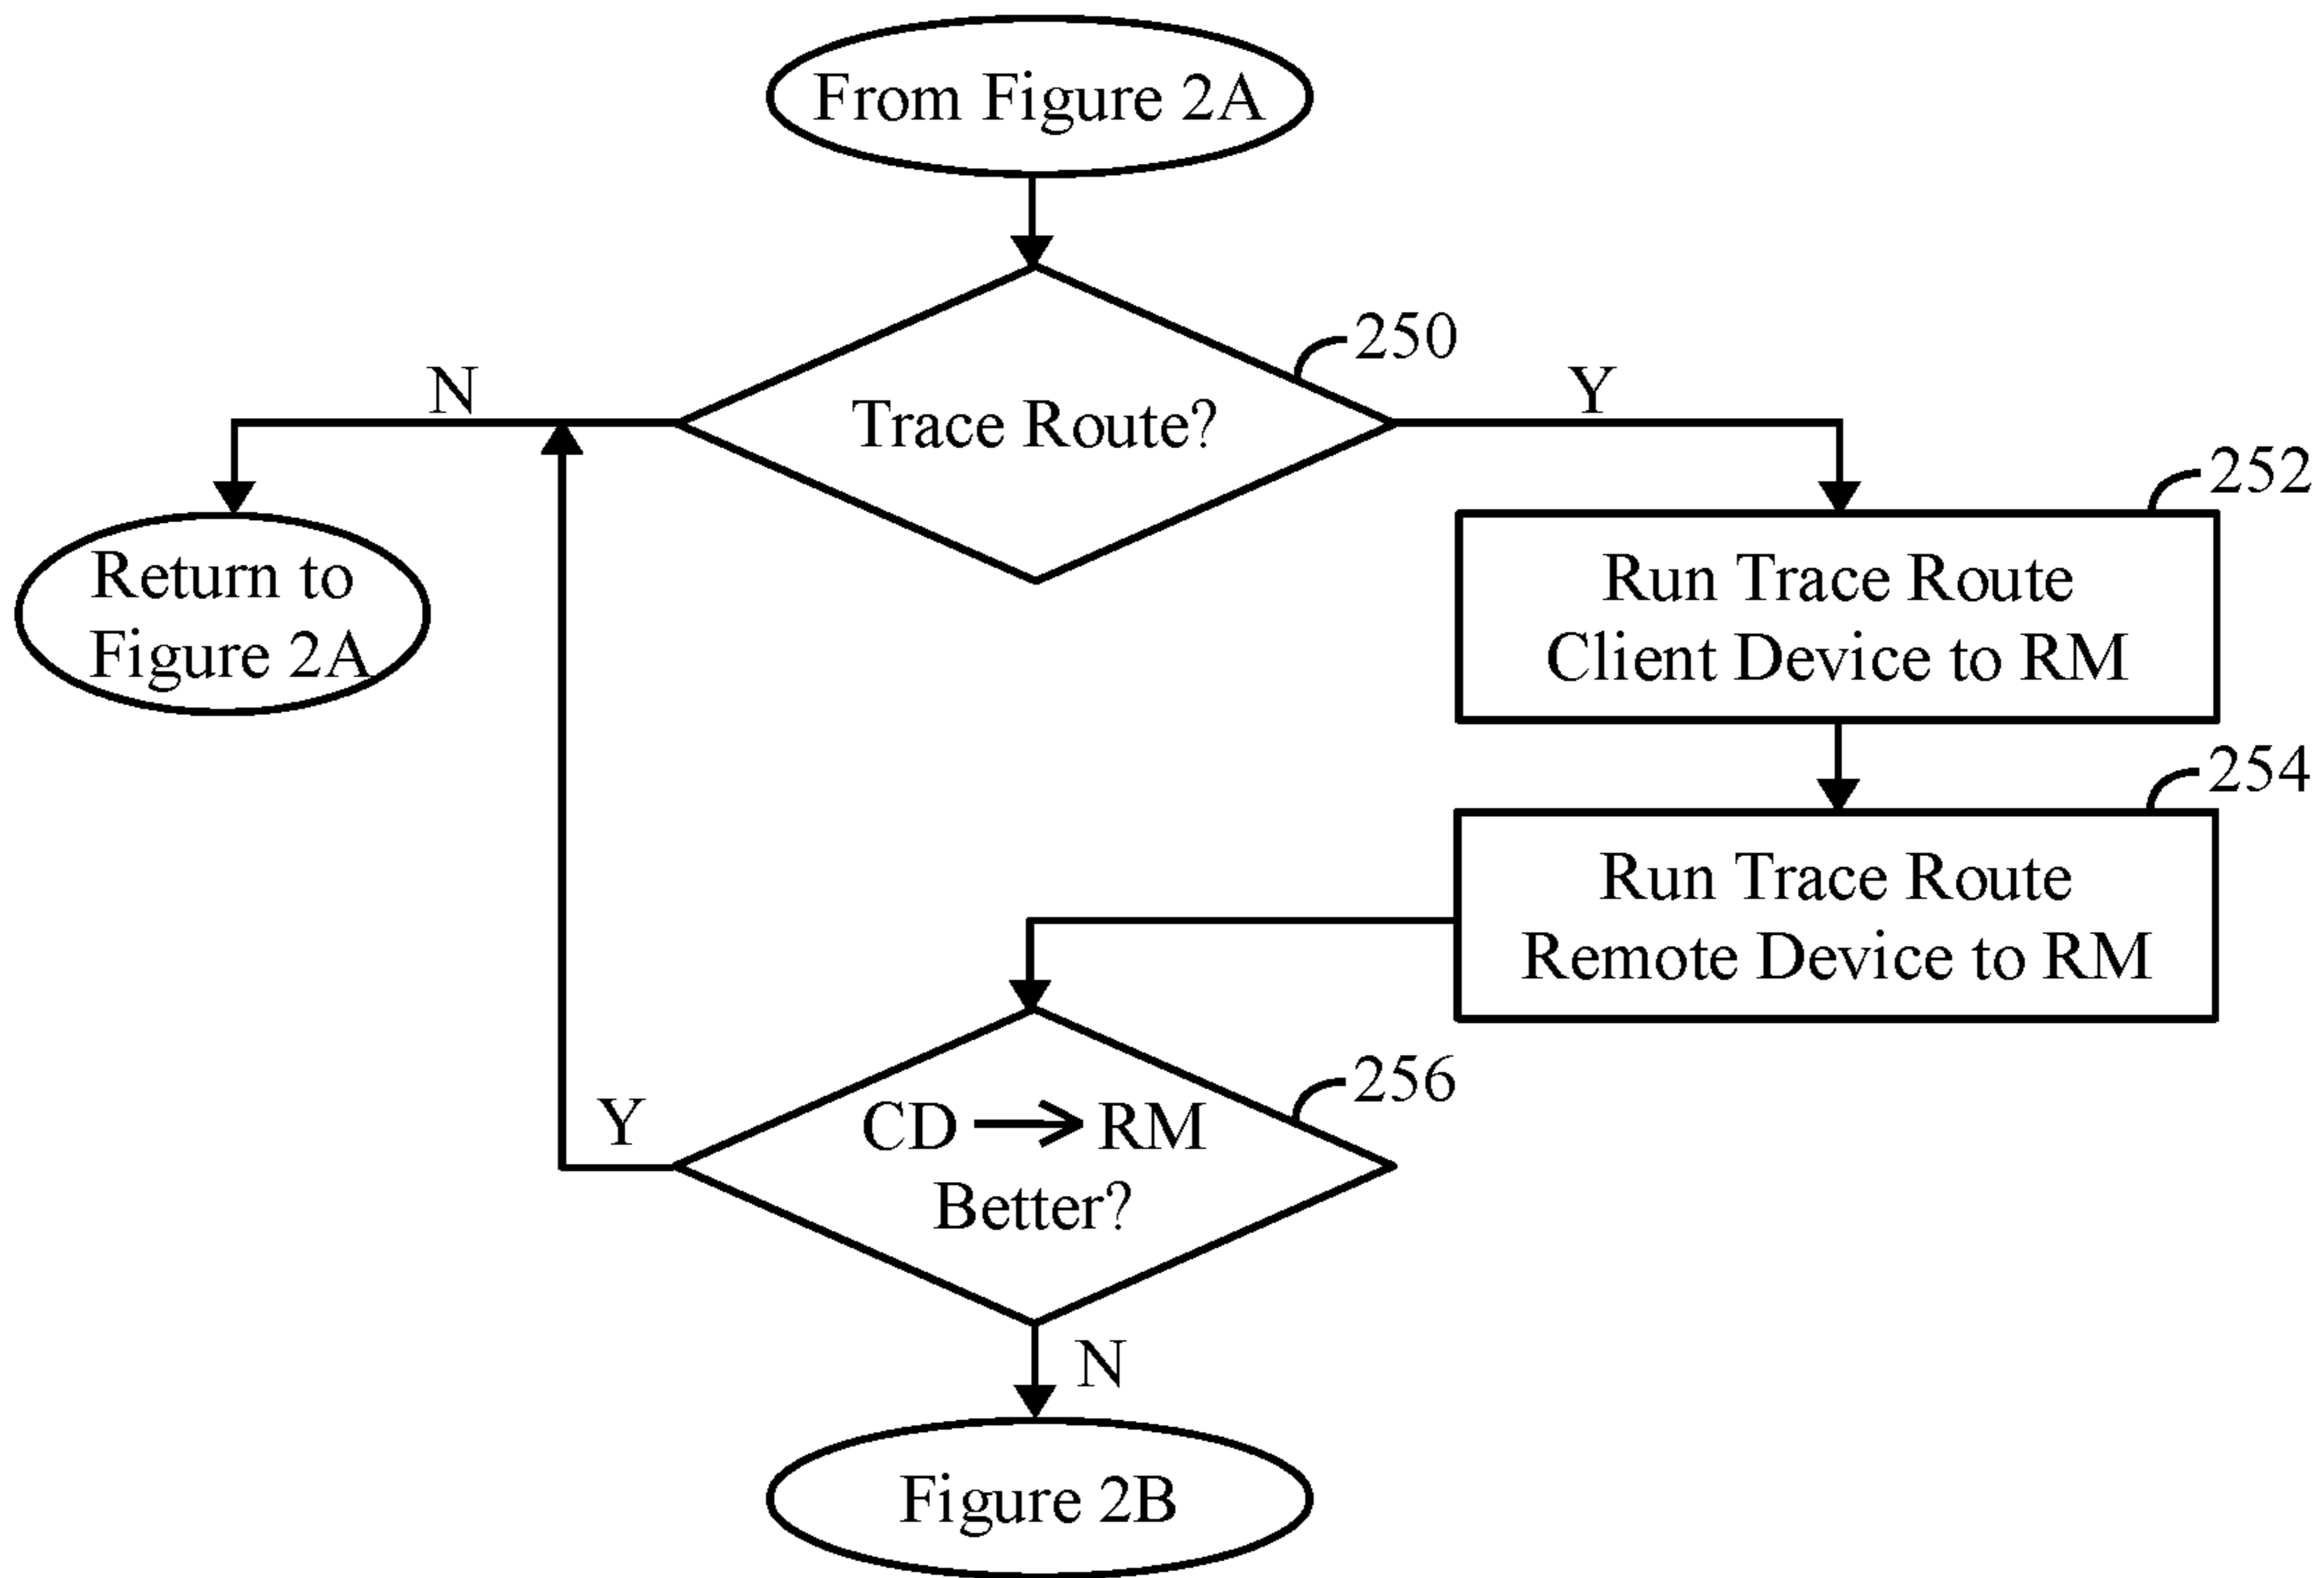 From Figure 2A
250
Trace Route?
N
Y
Return to
Figure 2A
252
Run Trace Route
Client Device to RM
254
Run Trace Route
Remote Device to RM
256
CD → RM
Better?
Y
N
Figure 2B